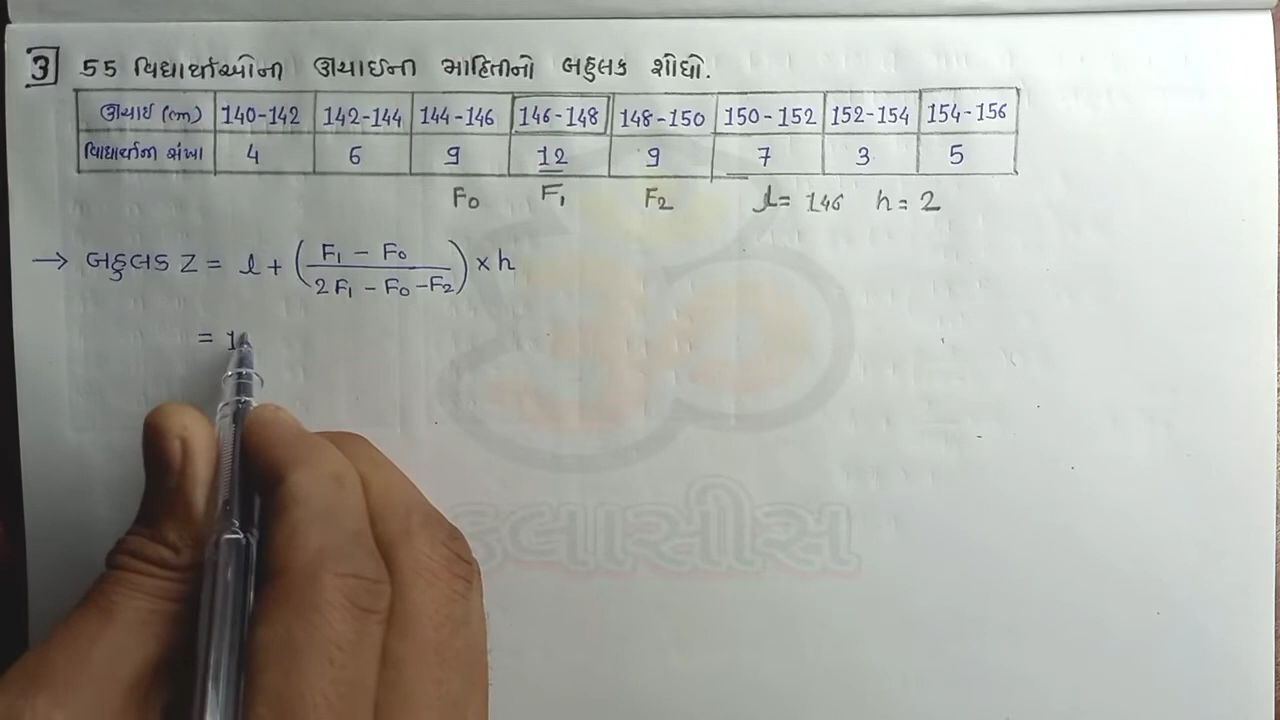 3 55 વિદ્યાર્થીઓની ઊંચાઇના માહિતીનો બહુલક શોધો.
ઊંચાઇ (cm) 140-142 142-144 144-146 146-148 148-150 150-152 152-154 154-156
વિદ્યાર્થીની સંખ્યા 4 6 9 12 9 7 3 5
F₀ F₁ F₂ l = 146 h = 2
→ બહુલક Z = l + (F₁ - F₀ / 2F₁ - F₀ - F₂) × h
= 1
ક્લાસીસ